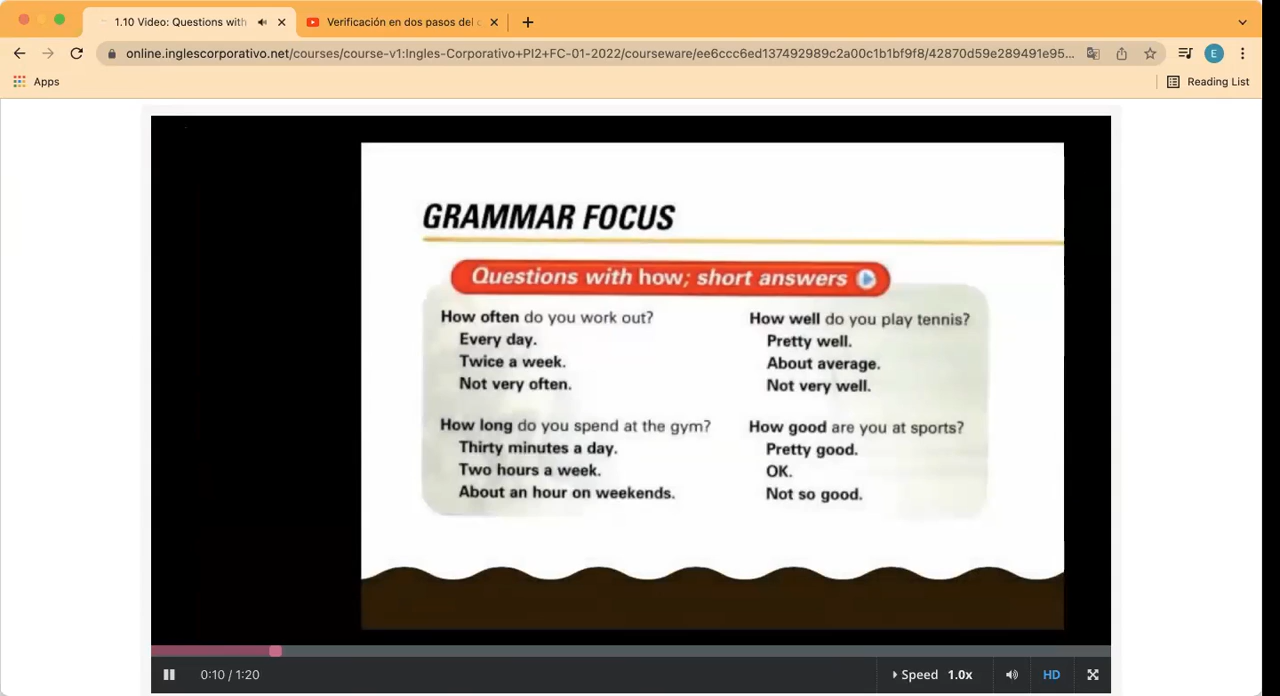 1.10 Video: Questions with
Verificación en dos pasos del
online.inglescorporativo.net/courses/course-v1:Ingles-Corporativo+PI2+FC-01-2022/courseware/ee6ccc6ed137492989c2a00c1b1bf9f8/42870d59e289491e95...
E
Apps
Reading List
GRAMMAR FOCUS
Questions with how; short answers
How often do you work out?
Every day.
Twice a week.
Not very often.
How long do you spend at the gym?
Thirty minutes a day.
Two hours a week.
About an hour on weekends.
How well do you play tennis?
Pretty well.
About average.
Not very well.
How good are you at sports?
Pretty good.
OK.
Not so good.
0:10 / 1:20
Speed 1.0x
HD